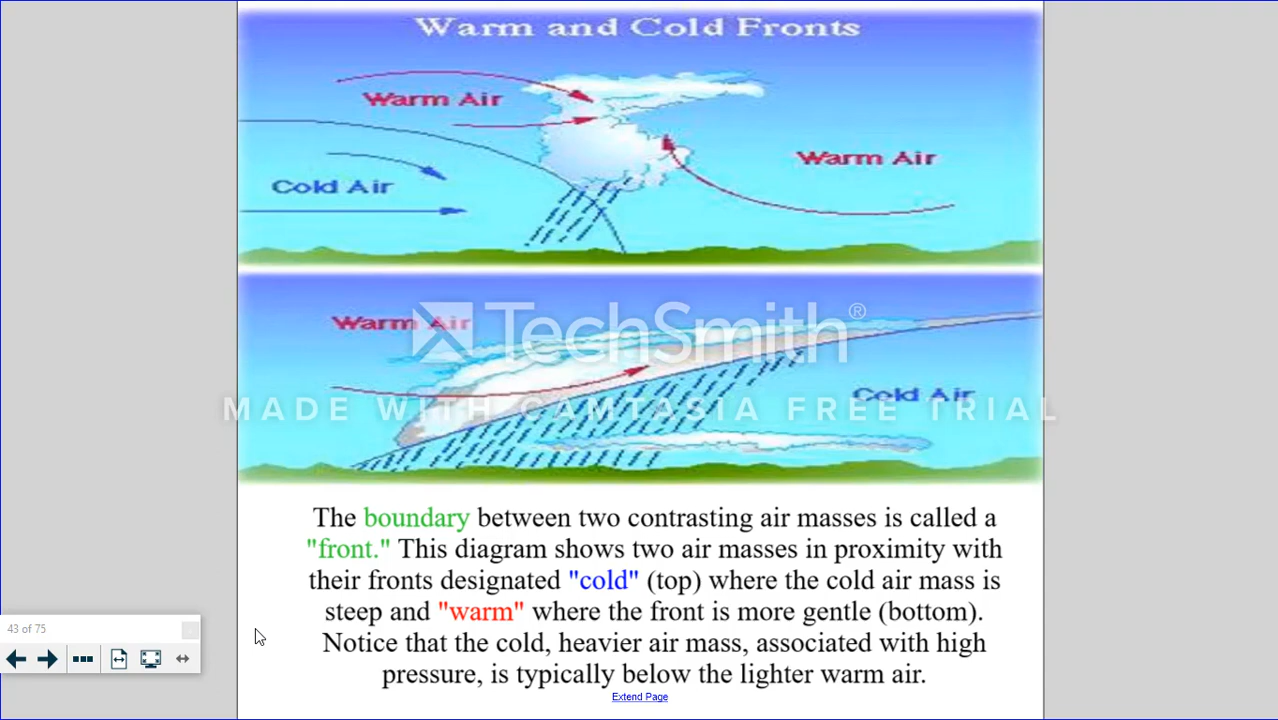 Warm and Cold Fronts
Warm Air
Warm Air
Cold Air
Warm Air
TechSmith®
Cold Air
MADE WITH CAMTASIA FREE TRIAL
The boundary between two contrasting air masses is called a
"front." This diagram shows two air masses in proximity with
their fronts designated "cold" (top) where the cold air mass is
steep and "warm" where the front is more gentle (bottom).
Notice that the cold, heavier air mass, associated with high
pressure, is typically below the lighter warm air.
Extend Page
43 of 75